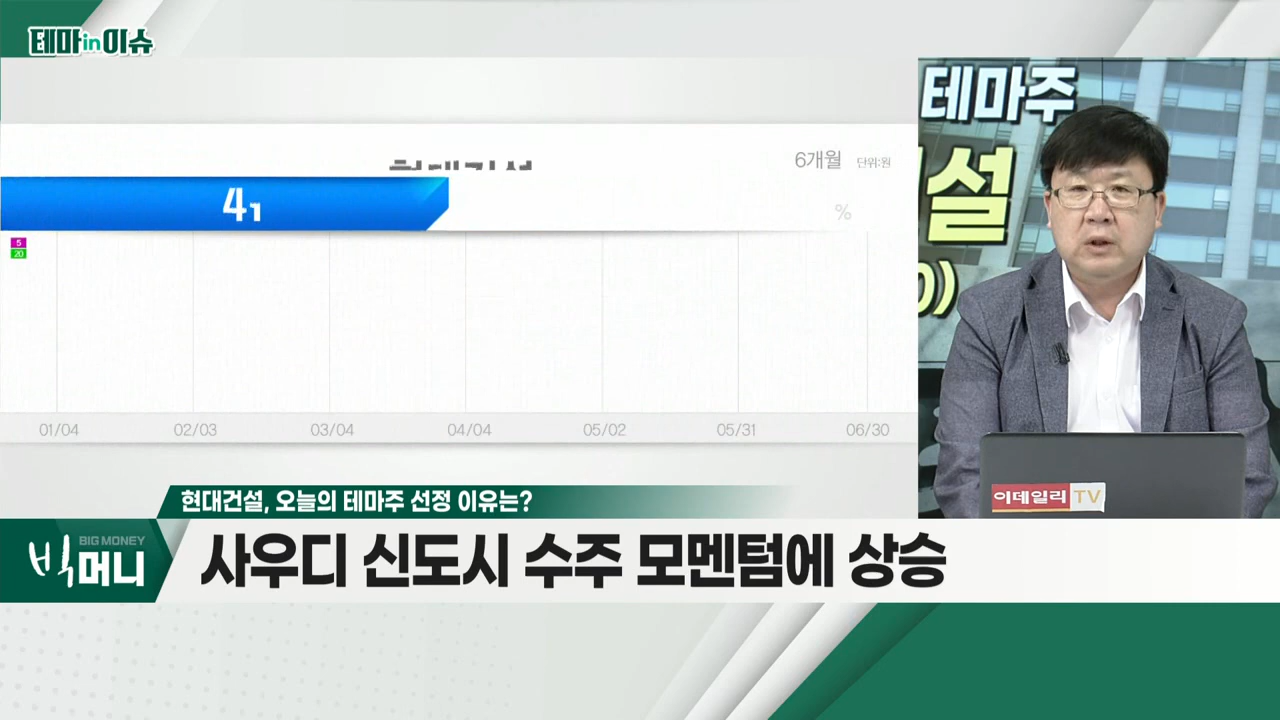 테마in이슈
테마주
설
6개월 단위:원
%
5
20
01/04 02/03 03/04 04/04 05/02 05/31 06/30
이데일리TV
현대건설, 오늘의 테마주 선정 이유는?
BIG MONEY
빅머니
사우디 신도시 수주 모멘텀에 상승